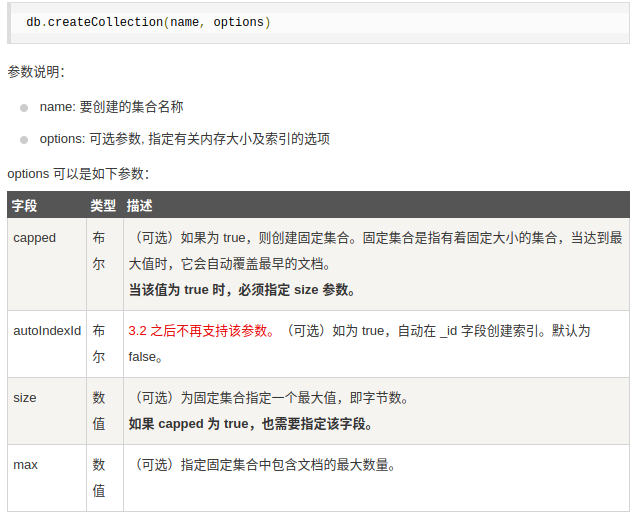 db.createCollection(name, options)
参数说明：
name: 要创建的集合名称
options: 可选参数, 指定有关内存大小及索引的选项
options 可以是如下参数：
字段 类型 描述
capped 布尔 （可选）如果为 true，则创建固定集合。固定集合是指有着固定大小的集合，当达到最
大值时，它会自动覆盖最早的文档。
当该值为 true 时，必须指定 size 参数。
autoIndexId 布尔 3.2 之后不再支持该参数。（可选）如为 true，自动在 _id 字段创建索引。默认为
false。
size 数值 （可选）为固定集合指定一个最大值，即字节数。
如果 capped 为 true，也需要指定该字段。
max 数值 （可选）指定固定集合中包含文档的最大数量。